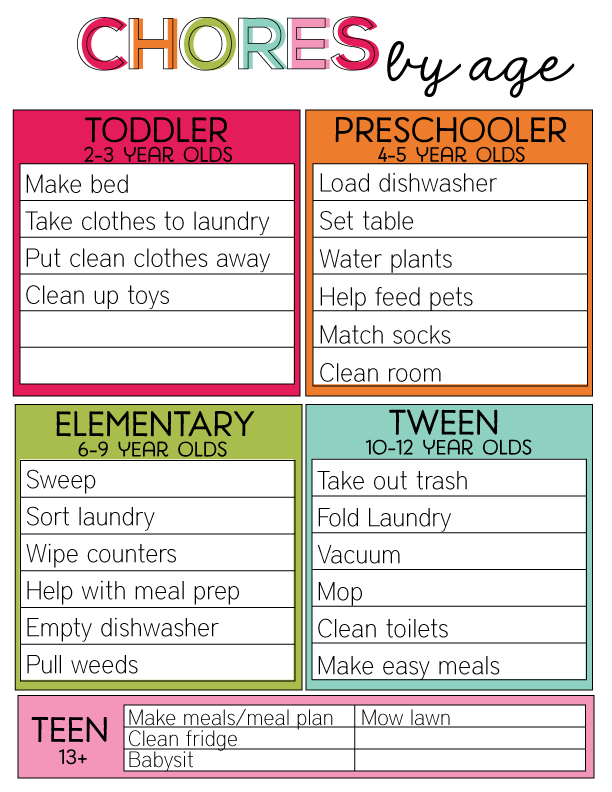 CHORES by age
TODDLER
2-3 YEAR OLDS
Make bed
Take clothes to laundry
Put clean clothes away
Clean up toys
PRESCHOOLER
4-5 YEAR OLDS
Load dishwasher
Set table
Water plants
Help feed pets
Match socks
Clean room
ELEMENTARY
6-9 YEAR OLDS
Sweep
Sort laundry
Wipe counters
Help with meal prep
Empty dishwasher
Pull weeds
TWEEN
10-12 YEAR OLDS
Take out trash
Fold Laundry
Vacuum
Mop
Clean toilets
Make easy meals
TEEN
13+
Make meals/meal plan
Clean fridge
Babysit
Mow lawn